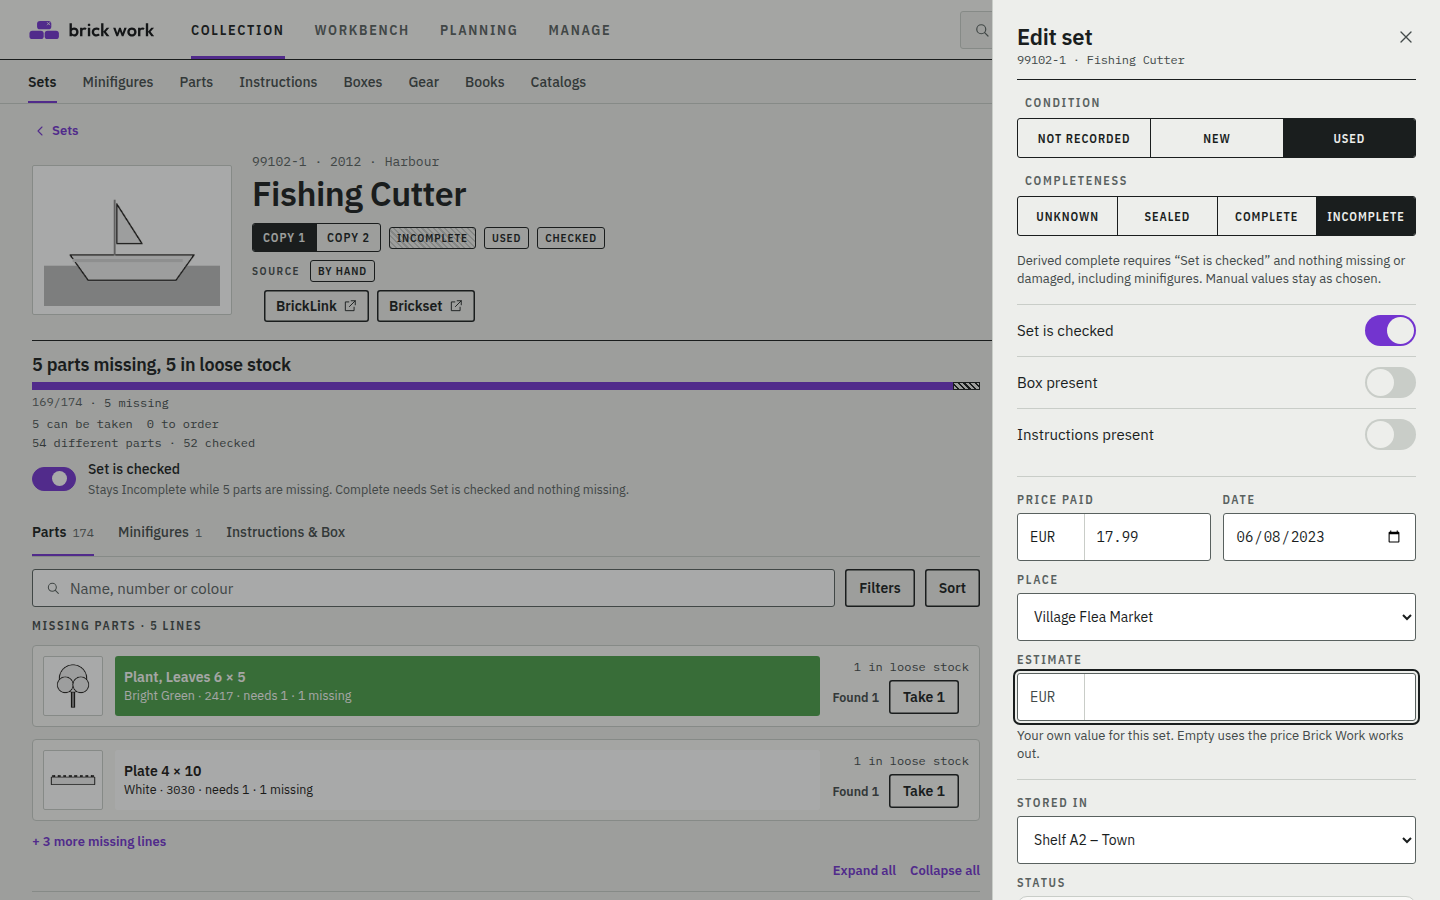 brick work
COLLECTION
WORKBENCH
PLANNING
MANAGE
Sets
Minifigures
Parts
Instructions
Boxes
Gear
Books
Catalogs
Sets
99102-1 · 2012 · Harbour
Fishing Cutter
COPY 1
COPY 2
INCOMPLETE
USED
CHECKED
SOURCE
BY HAND
BrickLink
Brickset
5 parts missing, 5 in loose stock
169/174 · 5 missing
5 can be taken 0 to order
54 different parts · 52 checked
Set is checked
Stays Incomplete while 5 parts are missing. Complete needs Set is checked and nothing missing.
Parts 174
Minifigures 1
Instructions & Box
Name, number or colour
Filters
Sort
MISSING PARTS · 5 LINES
Plant, Leaves 6 × 5
Bright Green · 2417 · needs 1 · 1 missing
1 in loose stock
Found 1
Take 1
Plate 4 × 10
White · 3030 · needs 1 · 1 missing
1 in loose stock
Found 1
Take 1
+ 3 more missing lines
Expand all
Collapse all
Edit set
99102-1 · Fishing Cutter
CONDITION
NOT RECORDED
NEW
USED
COMPLETENESS
UNKNOWN
SEALED
COMPLETE
INCOMPLETE
Derived complete requires “Set is checked” and nothing missing or
damaged, including minifigures. Manual values stay as chosen.
Set is checked
Box present
Instructions present
PRICE PAID
DATE
EUR
17.99
06/08/2023
PLACE
Village Flea Market
ESTIMATE
EUR
Your own value for this set. Empty uses the price Brick Work works
out.
STORED IN
Shelf A2 – Town
STATUS